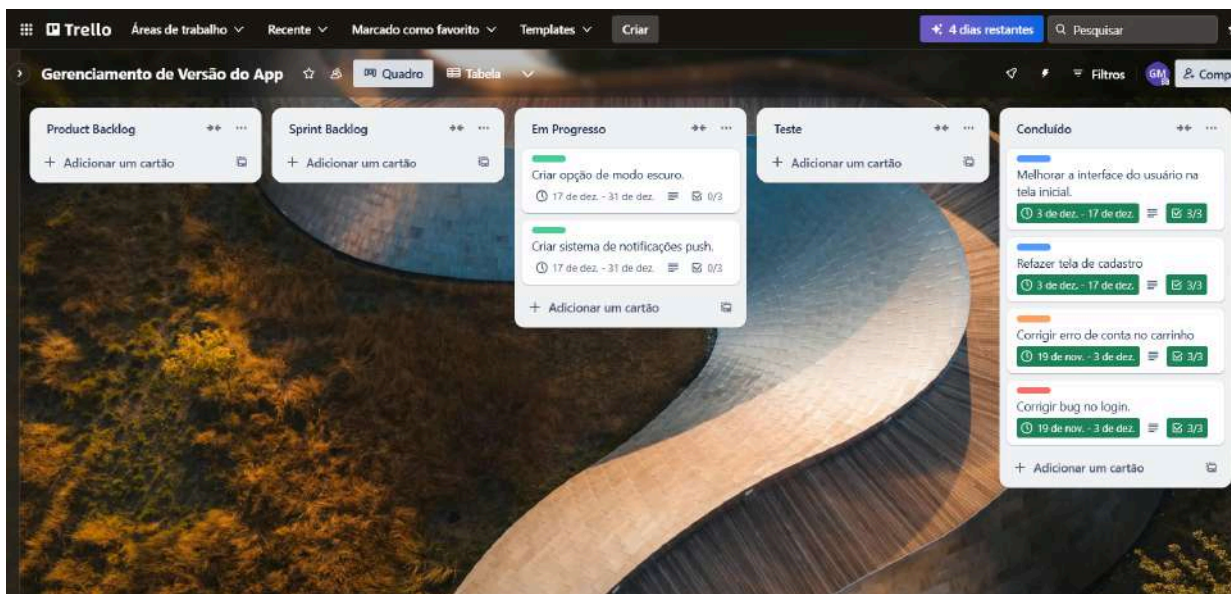 Trello Áreas de trabalho Recente Marcado como favorito Templates Criar 4 dias restantes Pesquisar
Gerenciamento de Versão do App Quadro Tabela Filtros GM Comp
Product Backlog
+ Adicionar um cartão
Sprint Backlog
+ Adicionar um cartão
Em Progresso
Criar opção de modo escuro.
17 de dez. - 31 de dez. 0/3
Criar sistema de notificações push.
17 de dez. - 31 de dez. 0/3
+ Adicionar um cartão
Teste
+ Adicionar um cartão
Concluído
Melhorar a interface do usuário na
tela inicial.
3 de dez. - 17 de dez. 3/3
Refazer tela de cadastro
3 de dez. - 17 de dez. 3/3
Corrigir erro de conta no carrinho
19 de nov. - 3 de dez. 3/3
Corrigir bug no login.
19 de nov. - 3 de dez. 3/3
+ Adicionar um cartão